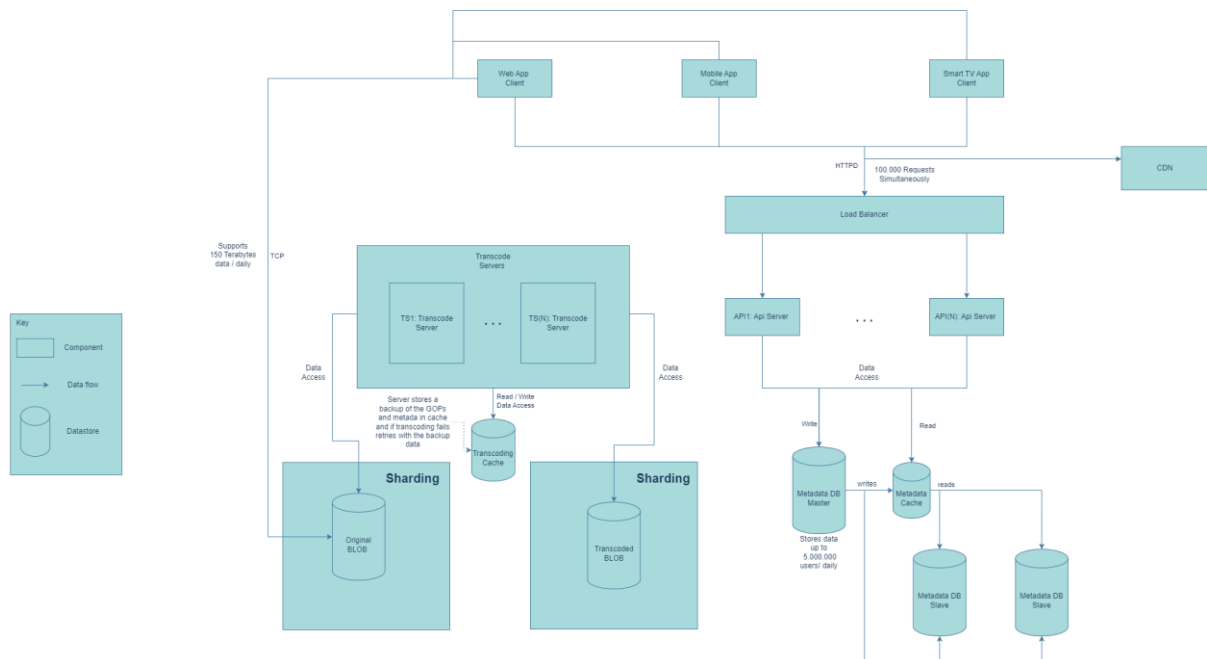 Web App
Client
Mobile App
Client
Smart TV App
Client
HTTPD
100.000 Requests
Simultaneously
CDN
Load Balancer
Supports
150 Terabytes
data / daily
TCP
Transcode
Servers
TS1: Transcode
Server
...
TS(N): Transcode
Server
API1: Api Server
...
API(N): Api Server
Key
Component
Data flow
Datastore
Data
Access
Data
Access
Data
Access
Server stores a
backup of the GOPs
and metada in cache
and if transcoding fails
retries with the backup
data
Read / Write
Data Access
Transcoding
Cache
Write
Read
Sharding
Original
BLOB
Sharding
Transcoded
BLOB
Metadata DB
Master
writes
Metadata
Cache
reads
Stores data
up to
5.000.000
users/ daily
Metadata DB
Slave
Metadata DB
Slave